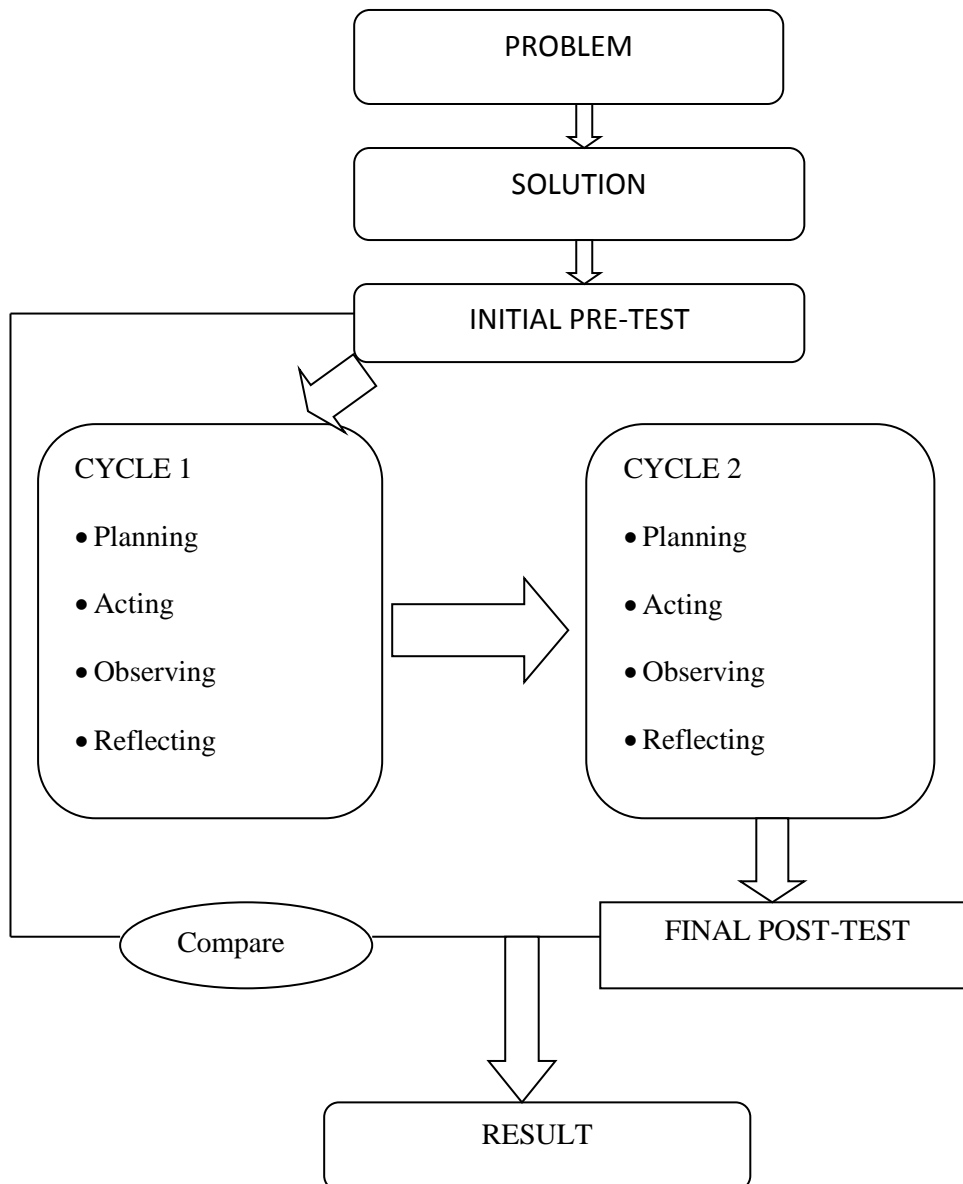 PROBLEM
SOLUTION
INITIAL PRE-TEST
CYCLE 1
• Planning
• Acting
• Observing
• Reflecting
CYCLE 2
• Planning
• Acting
• Observing
• Reflecting
Compare
FINAL POST-TEST
RESULT